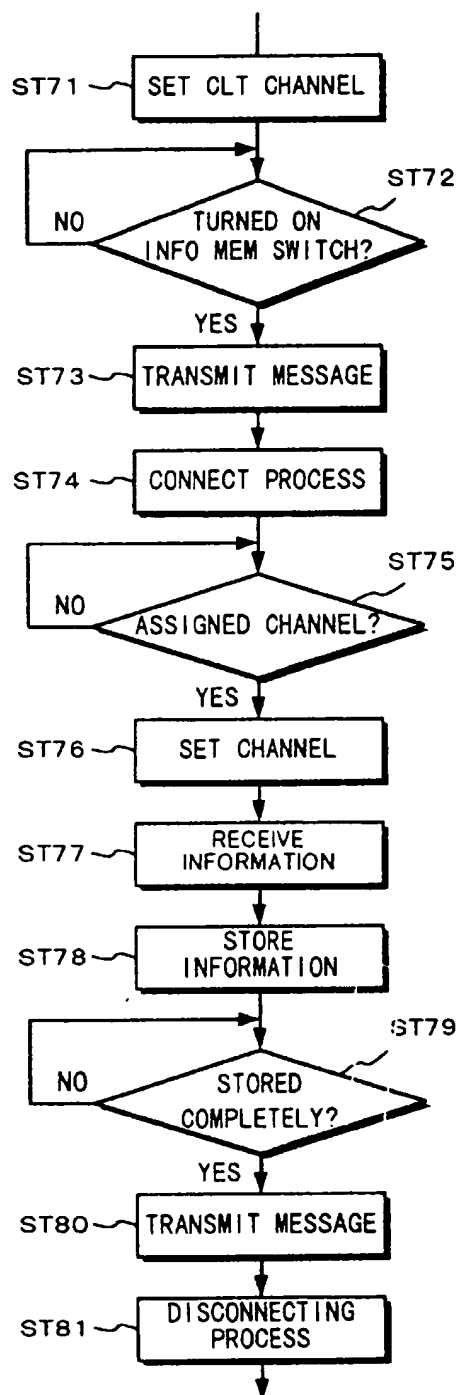 ST71
SET CLT CHANNEL
ST72
TURNED ON
INFO MEM SWITCH?
NO
YES
ST73
TRANSMIT MESSAGE
ST74
CONNECT PROCESS
ST75
NO
ASSIGNED CHANNEL?
YES
ST76
SET CHANNEL
ST77
RECEIVE
INFORMATION
ST78
STORE
INFORMATION
ST79
NO
STORED
COMPLETELY?
YES
ST80
TRANSMIT MESSAGE
ST81
DISCONNECTING
PROCESS